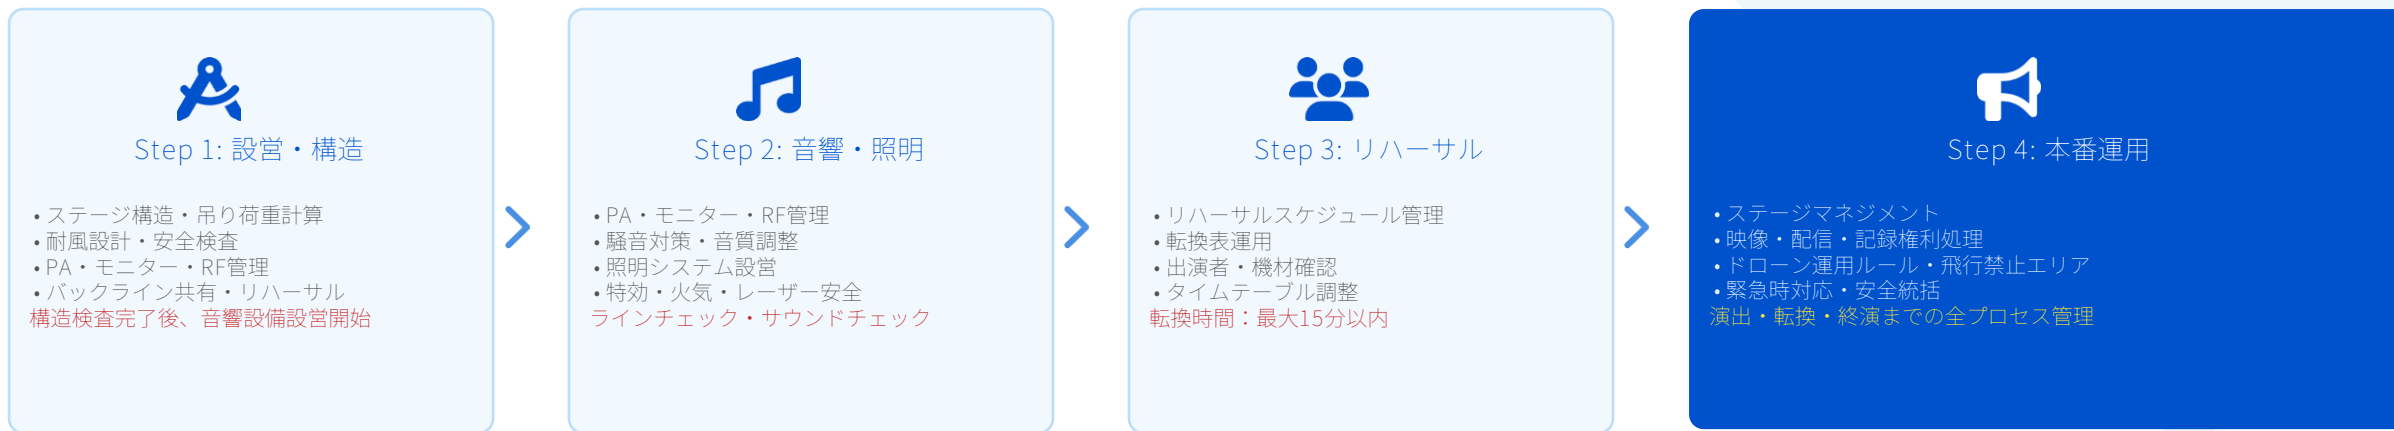 Step 1: 設営・構造
• ステージ構造・吊り荷重計算
• 耐風設計・安全検査
• PA・モニター・RF管理
• バックライン共有・リハーサル
構造検査完了後、音響設備設営開始
Step 2: 音響・照明
• PA・モニター・RF管理
• 騒音対策・音質調整
• 照明システム設営
• 特効・火気・レーザー安全
ラインチェック・サウンドチェック
Step 3: リハーサル
• リハーサルスケジュール管理
• 転換表運用
• 出演者・機材確認
• タイムテーブル調整
転換時間：最大15分以内
Step 4: 本番運用
• ステージマネジメント
• 映像・配信・記録権利処理
• ドローン運用ルール・飛行禁止エリア
• 緊急時対応・安全統括
演出・転換・終演までの全プロセス管理